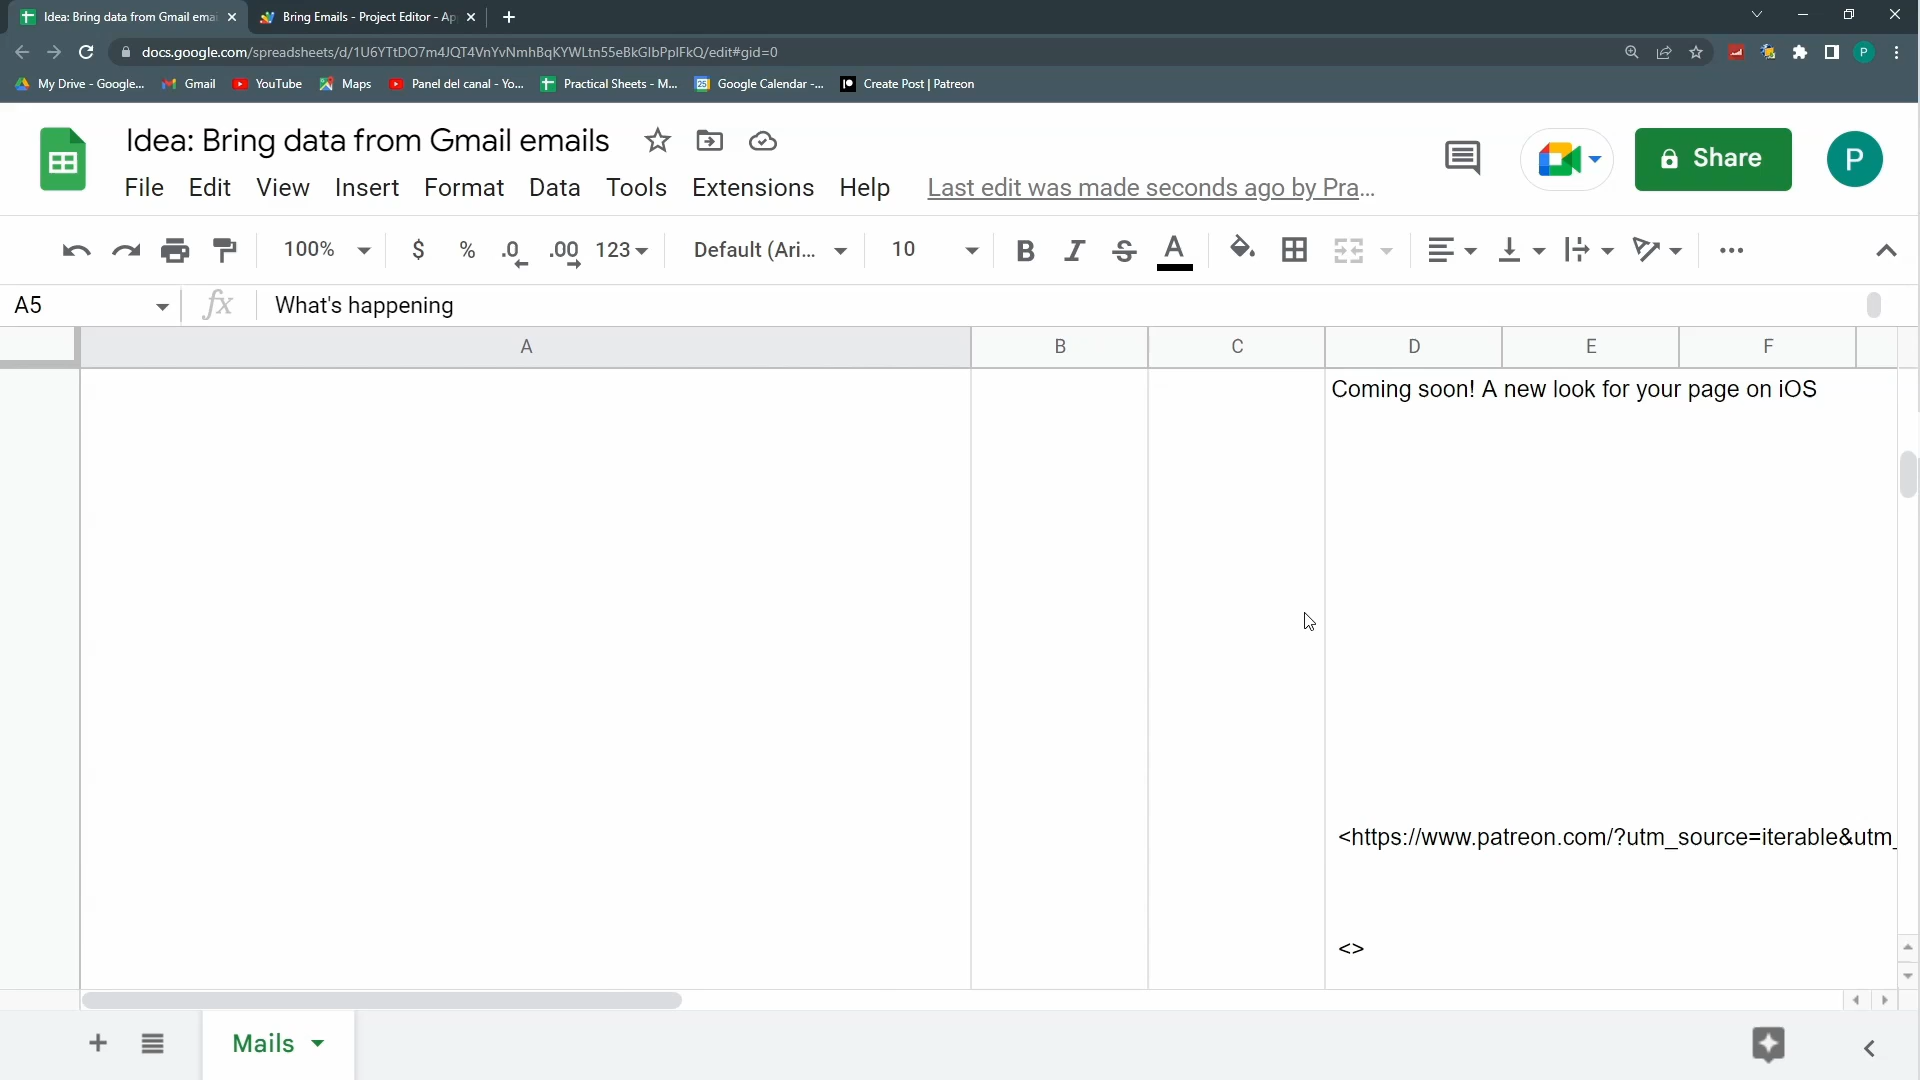 Idea: Bring data from Gmail emai
Bring Emails - Project Editor - Ap
docs.google.com/spreadsheets/d/1U6YTtDO7m4JQT4VnYvNmhBqKYWLtn55eBkGlbPplFkQ/edit#gid=0
P
My Drive - Google...
Gmail
YouTube
Maps
Panel del canal - Yo...
Practical Sheets - M...
Google Calendar -...
Create Post | Patreon
Idea: Bring data from Gmail emails
Share
P
File Edit View Insert Format Data Tools Extensions Help Last edit was made seconds ago by Pra...
100% $ % .0 .00 123 Default (Ari... 10 B I S A
A5 fx What's happening
A B C D E F
Coming soon! A new look for your page on iOS
<https://www.patreon.com/?utm_source=iterable&utm_
<>
Mails